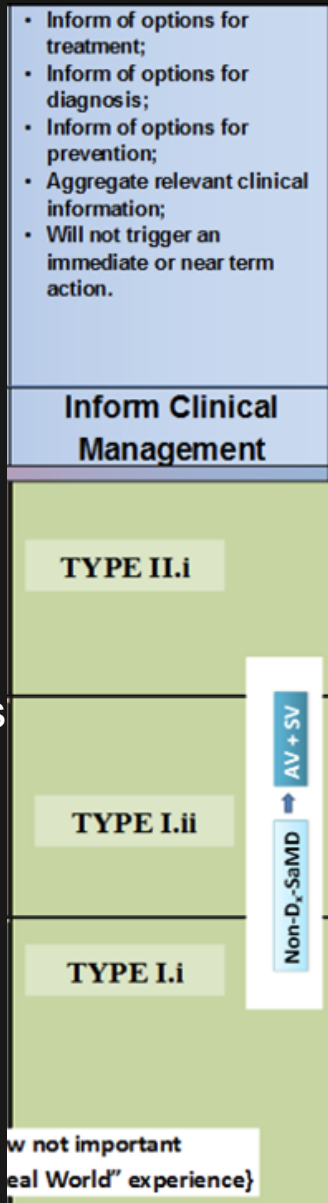 • Inform of options for
treatment;
• Inform of options for
diagnosis;
• Inform of options for
prevention;
• Aggregate relevant clinical
information;
• Will not trigger an
immediate or near term
action.
Inform Clinical
Management
TYPE II.i
s
TYPE I.ii
AV + SV
Non-Dx-SaMD
TYPE I.i
w not important
eal World” experience}